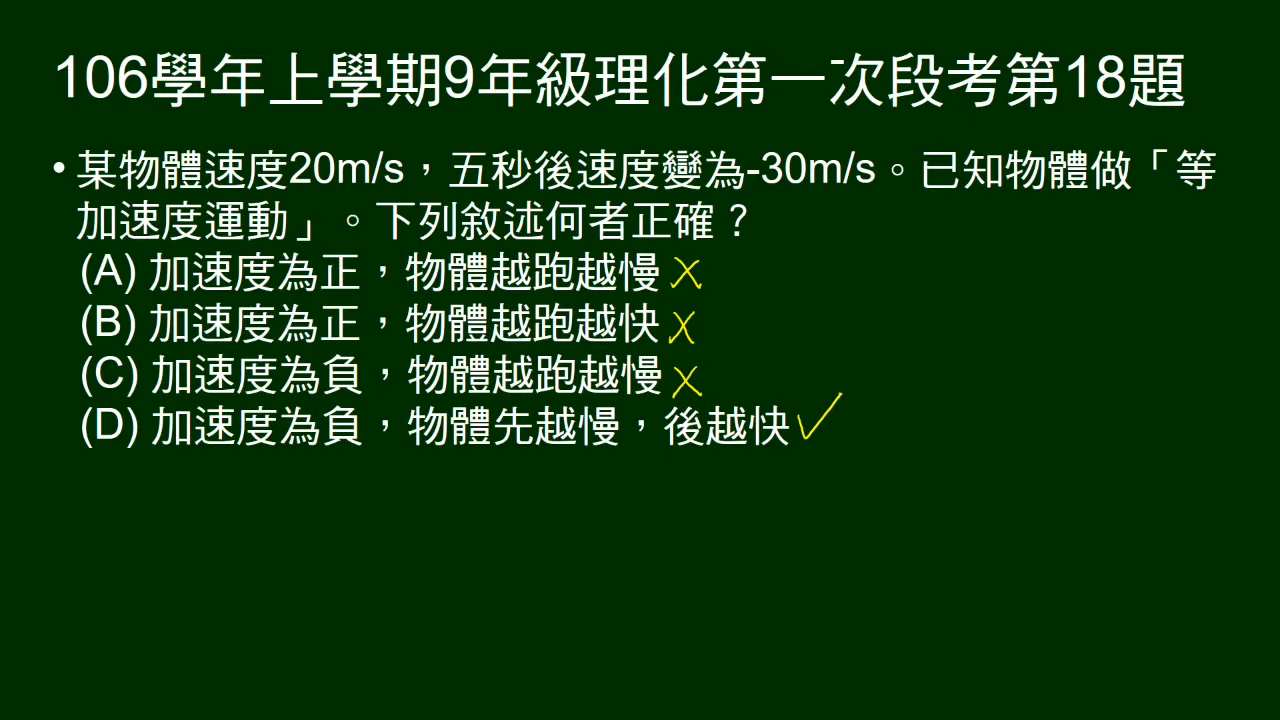 106學年上學期9年級理化第一次段考第18題
• 某物體速度20m/s，五秒後速度變為-30m/s。已知物體做「等
加速度運動」。下列敘述何者正確？
(A) 加速度為正，物體越跑越慢 ✗
(B) 加速度為正，物體越跑越快 ✗
(C) 加速度為負，物體越跑越慢 ✗
(D) 加速度為負，物體先越慢，後越快 ✓